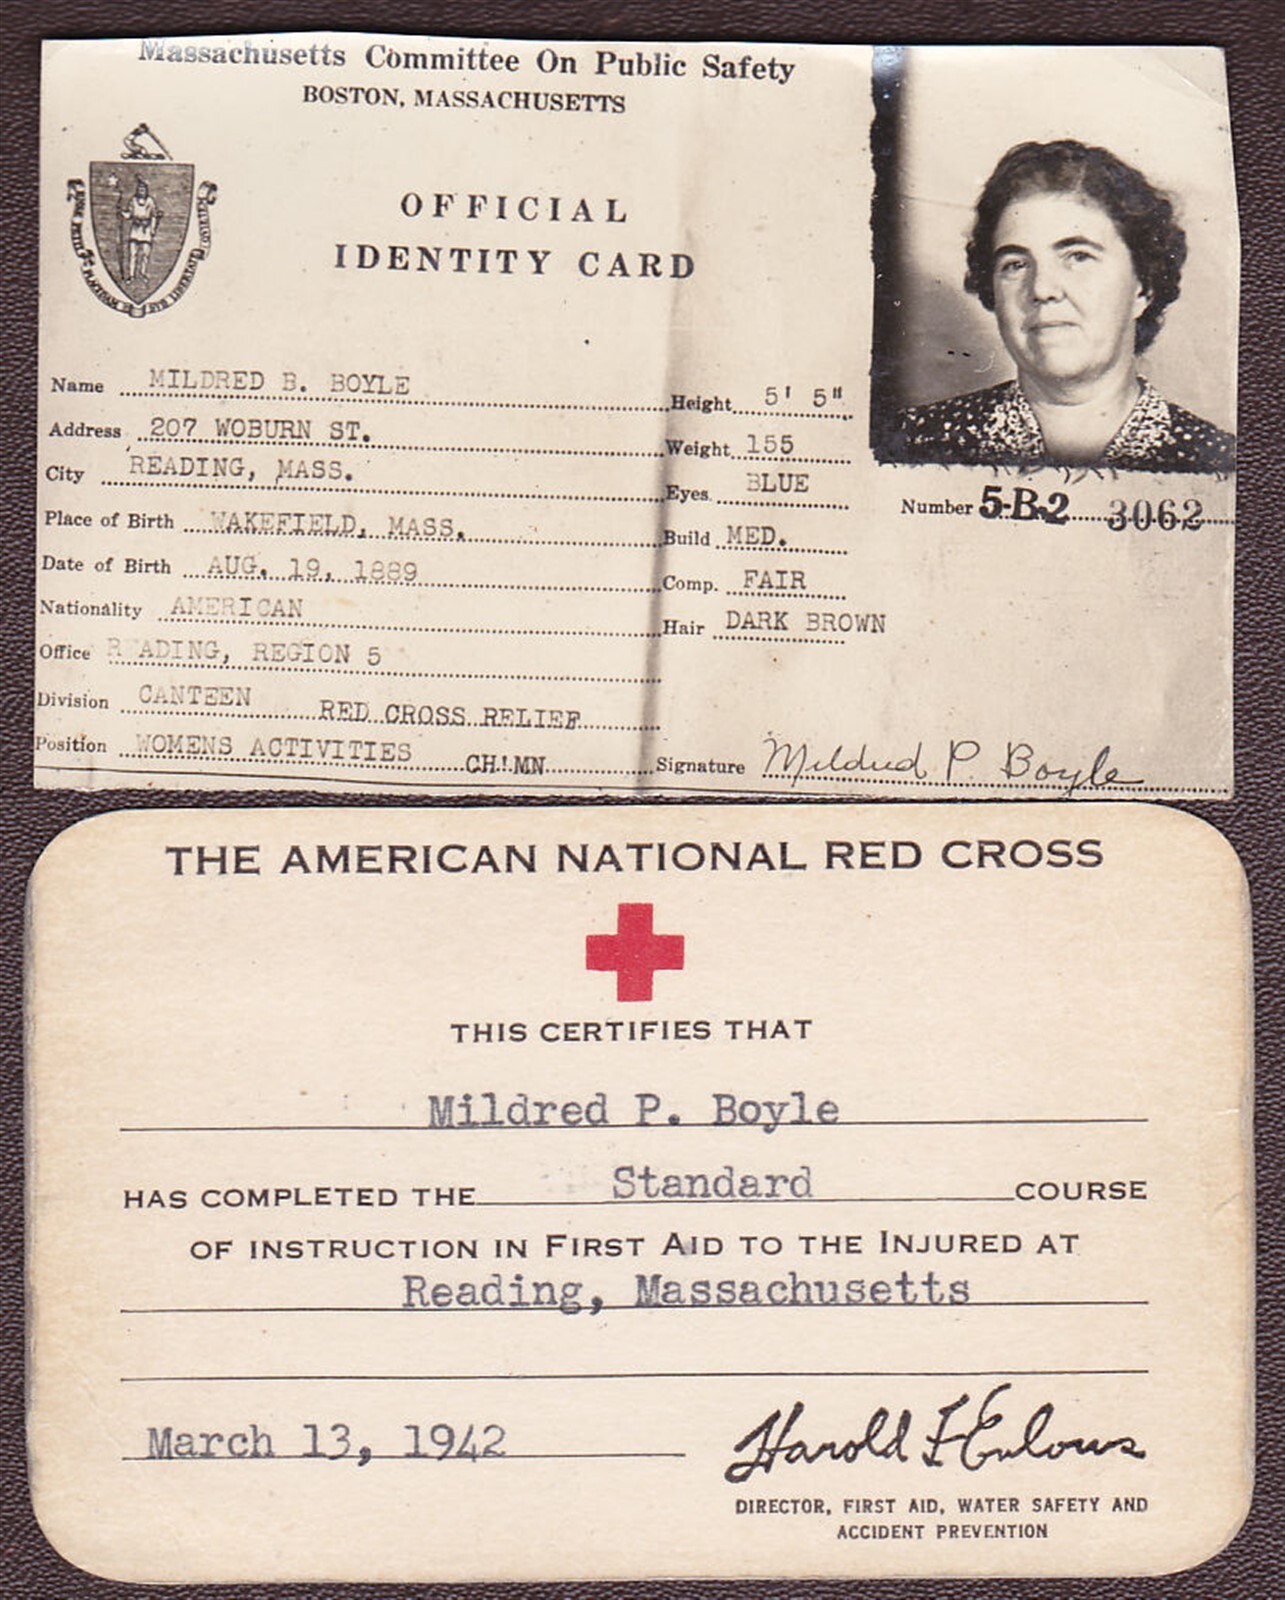 Massachusetts Committee On Public Safety
BOSTON, MASSACHUSETTS
OFFICIAL
IDENTITY CARD
Name MILDRED B. BOYLE
Address 207 WOBURN ST.
City READING, MASS.
Place of Birth WAKEFIELD, MASS.
Date of Birth AUG. 19, 1889
Nationality AMERICAN
Office READING, REGION 5
Division CANTEEN RED CROSS RELIEF
Position WOMENS ACTIVITIES CH'MN
Height 5' 5"
Weight 155
Eyes BLUE
Build MED.
Comp. FAIR
Hair DARK BROWN
Number 5-B-2 3062
Signature Mildred P. Boyle
THE AMERICAN NATIONAL RED CROSS
THIS CERTIFIES THAT
Mildred P. Boyle
HAS COMPLETED THE Standard COURSE
OF INSTRUCTION IN FIRST AID TO THE INJURED AT
Reading, Massachusetts
March 13, 1942
Harold F Enlows
DIRECTOR, FIRST AID, WATER SAFETY AND
ACCIDENT PREVENTION